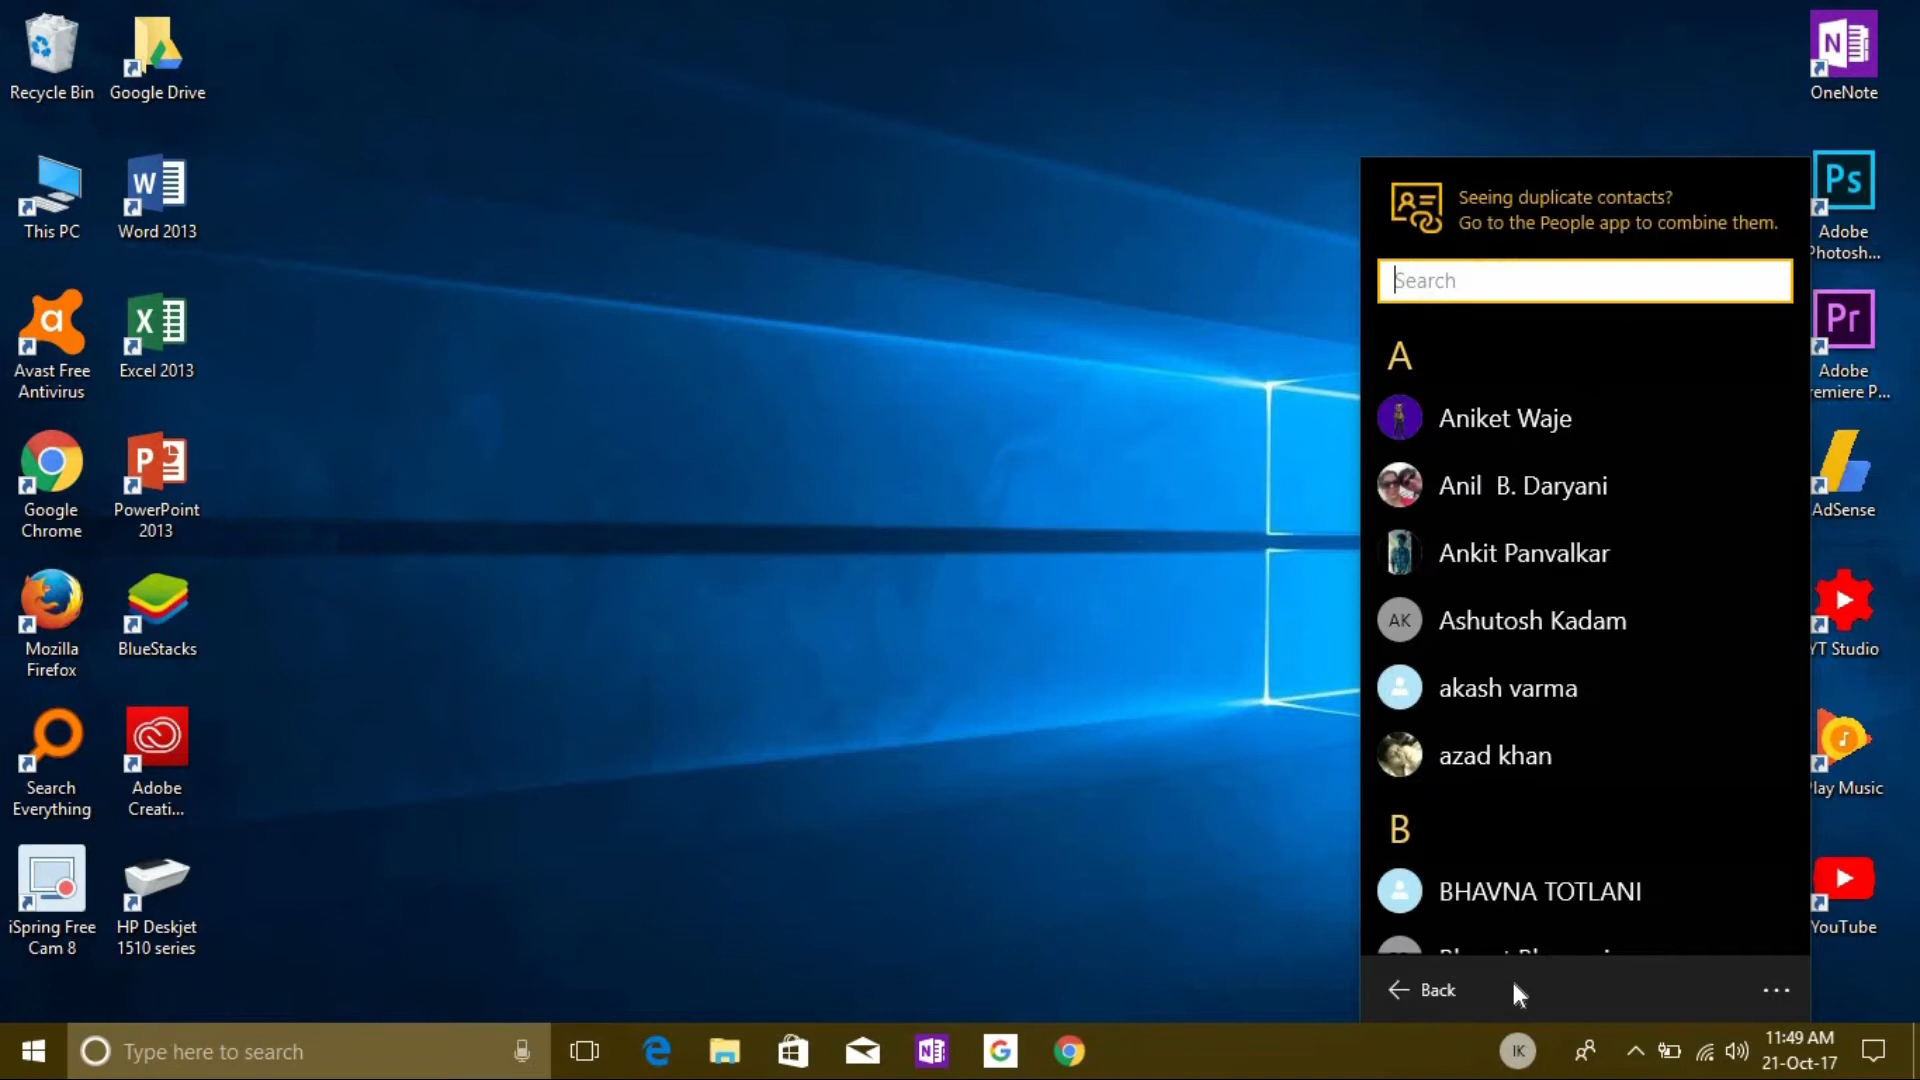 Recycle Bin
Google Drive
This PC
Word 2013
Avast Free
Antivirus
Excel 2013
Google
Chrome
PowerPoint
2013
Mozilla
Firefox
BlueStacks
Search
Everything
Adobe
Creati...
iSpring Free
Cam 8
HP Deskjet
1510 series
OneNote
Adobe
Photosh...
Adobe
remiere P...
AdSense
YT Studio
Play Music
YouTube
Seeing duplicate contacts?
Go to the People app to combine them.
Search
A
Aniket Waje
Anil B. Daryani
Ankit Panvalkar
AK
Ashutosh Kadam
akash varma
azad khan
B
BHAVNA TOTLANI
Back
Type here to search
IK
11:49 AM
21-Oct-17